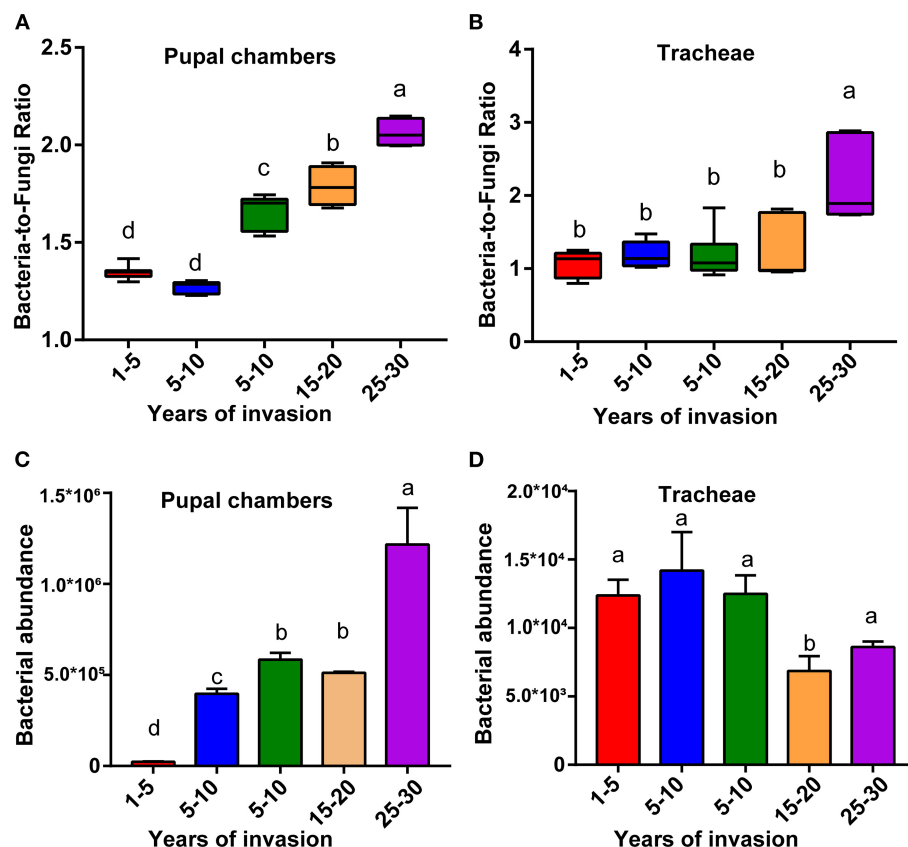 A
Pupal chambers
Bacteria-to-Fungi Ratio
2.5
2.0
1.5
1.0
d
d
c
b
a
1-5
5-10
5-10
15-20
25-30
Years of invasion
B
Tracheae
Bacteria-to-Fungi Ratio
4
3
2
1
0
b
b
b
b
a
1-5
5-10
5-10
15-20
25-30
Years of invasion
C
Pupal chambers
Bacterial abundance
1.5*10⁶
1.0*10⁶
5.0*10⁵
0
d
c
b
b
a
1-5
5-10
5-10
15-20
25-30
Years of invasion
D
Tracheae
Bacterial abundance
2.0*10⁴
1.5*10⁴
1.0*10⁴
5.0*10³
0
a
a
a
b
a
1-5
5-10
5-10
15-20
25-30
Years of invasion